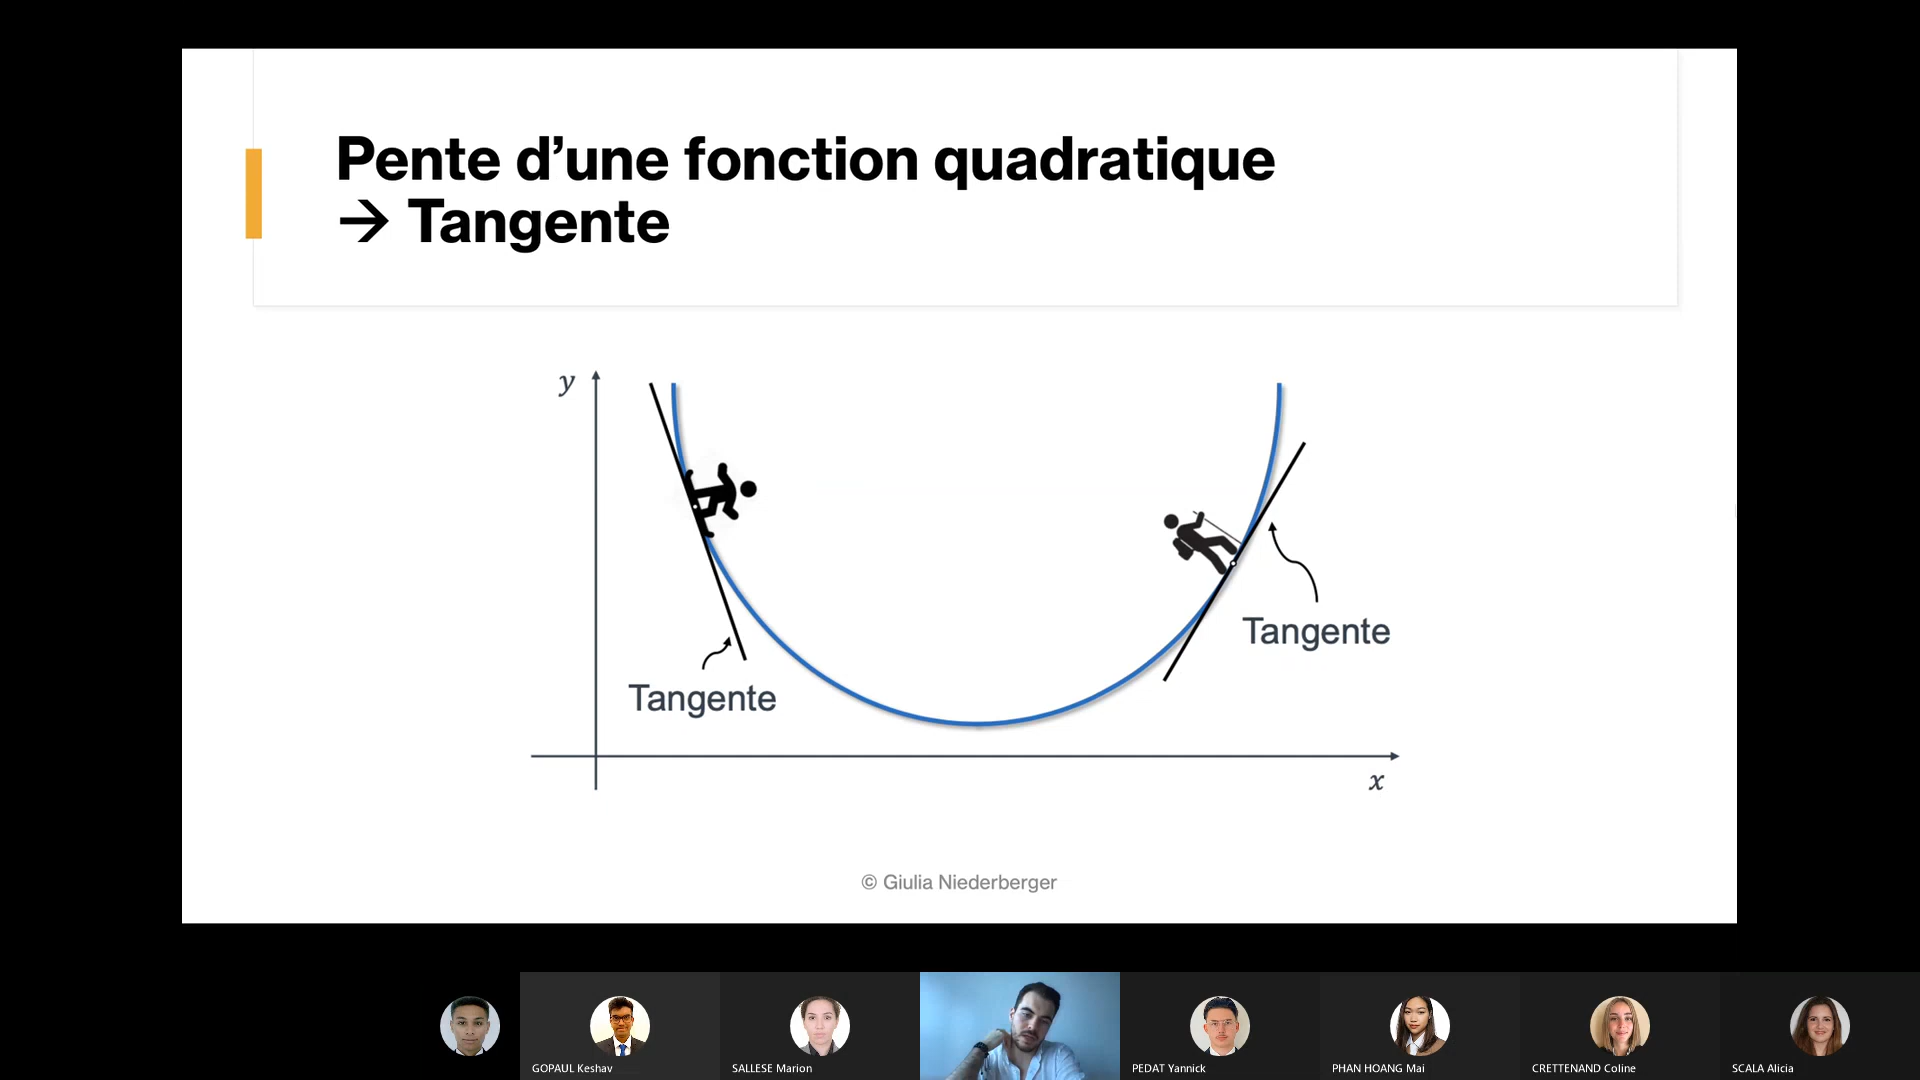 Pente d’une fonction quadratique
→ Tangente
y
Tangente
Tangente
x
© Giulia Niederberger
GOPAUL Keshav
SALLESE Marion
PEDAT Yannick
PHAN HOANG Mai
CRETTENAND Coline
SCALA Alicia